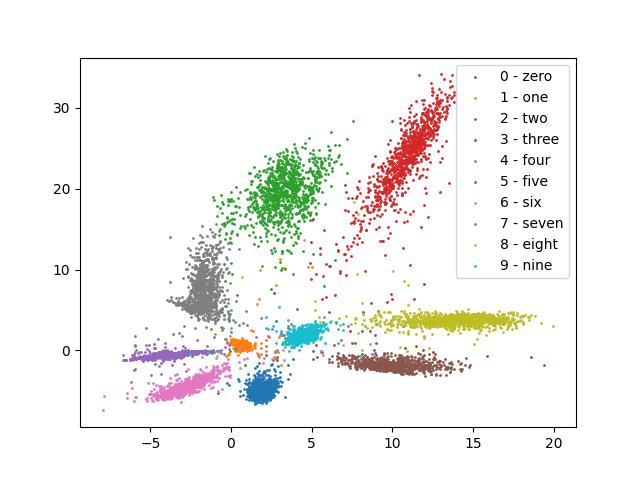 0 - zero
1 - one
2 - two
3 - three
4 - four
5 - five
6 - six
7 - seven
8 - eight
9 - nine
30
20
10
0
−5
0
5
10
15
20